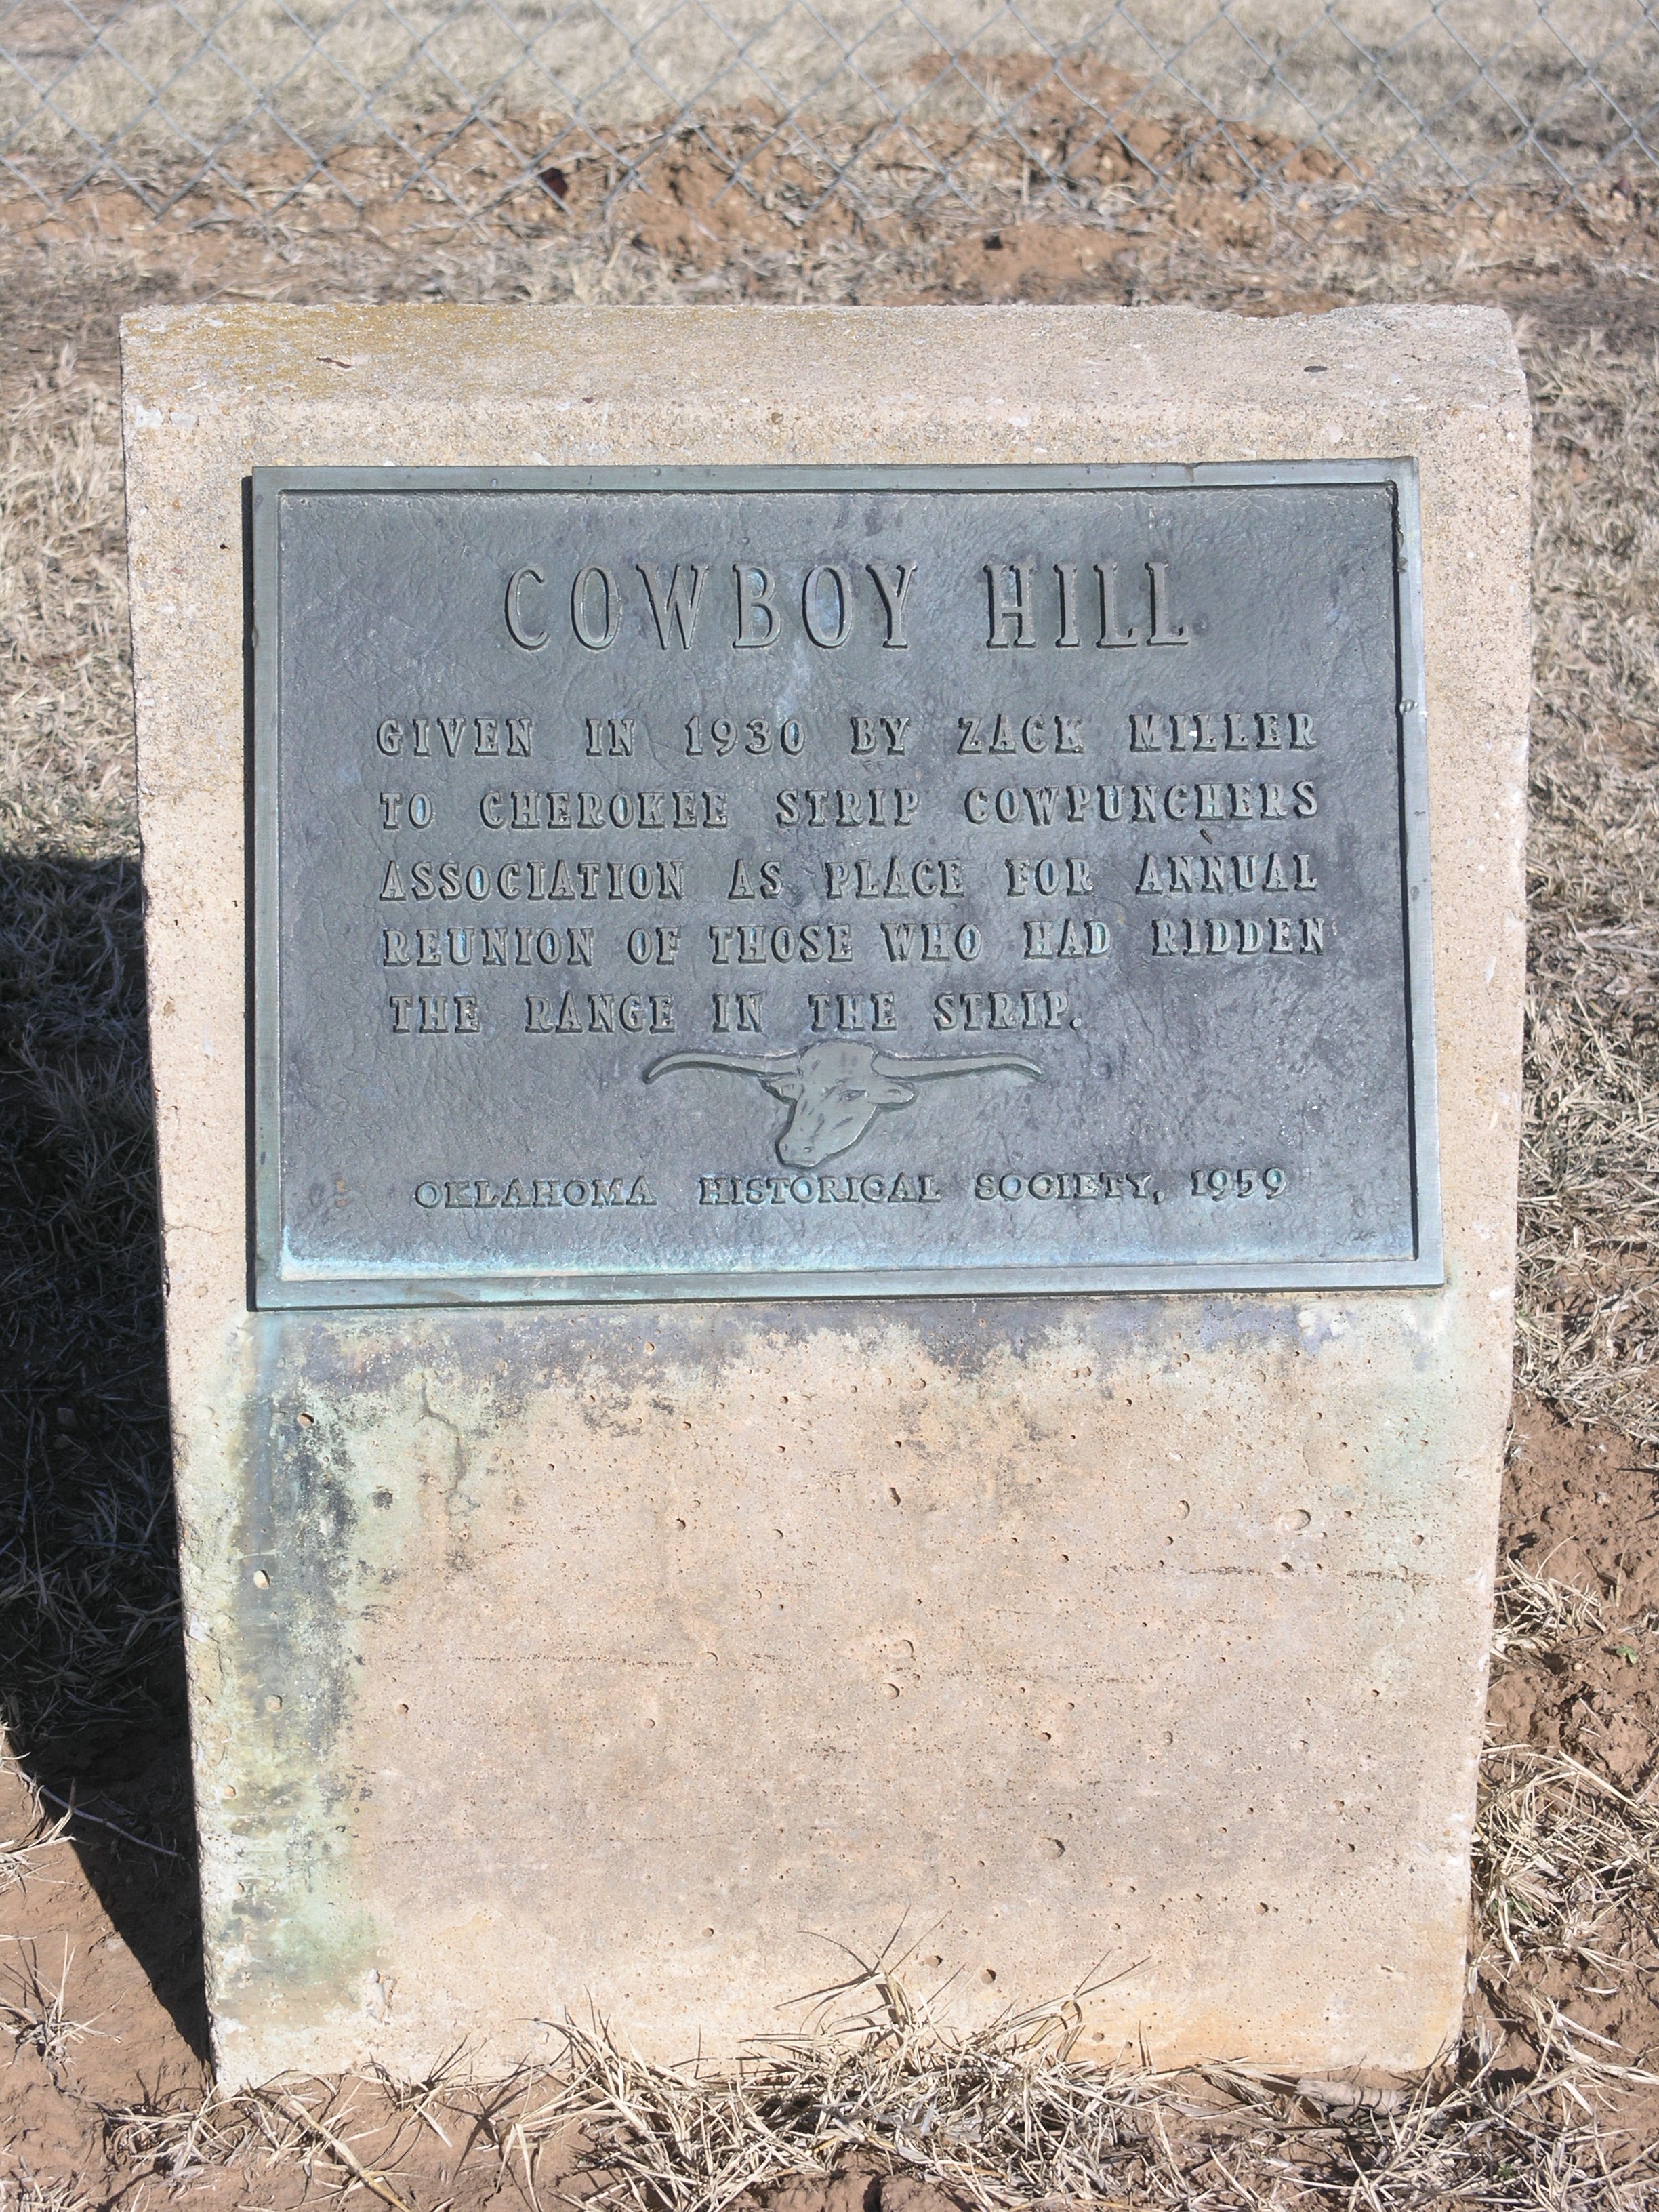 COWBOY HILL
GIVEN IN 1930 BY ZACK MILLER
TO CHEROKEE STRIP COWPUNCHERS
ASSOCIATION AS PLACE FOR ANNUAL
REUNION OF THOSE WHO HAD RIDDEN
THE RANGE IN THE STRIP.
OKLAHOMA HISTORICAL SOCIETY, 1959